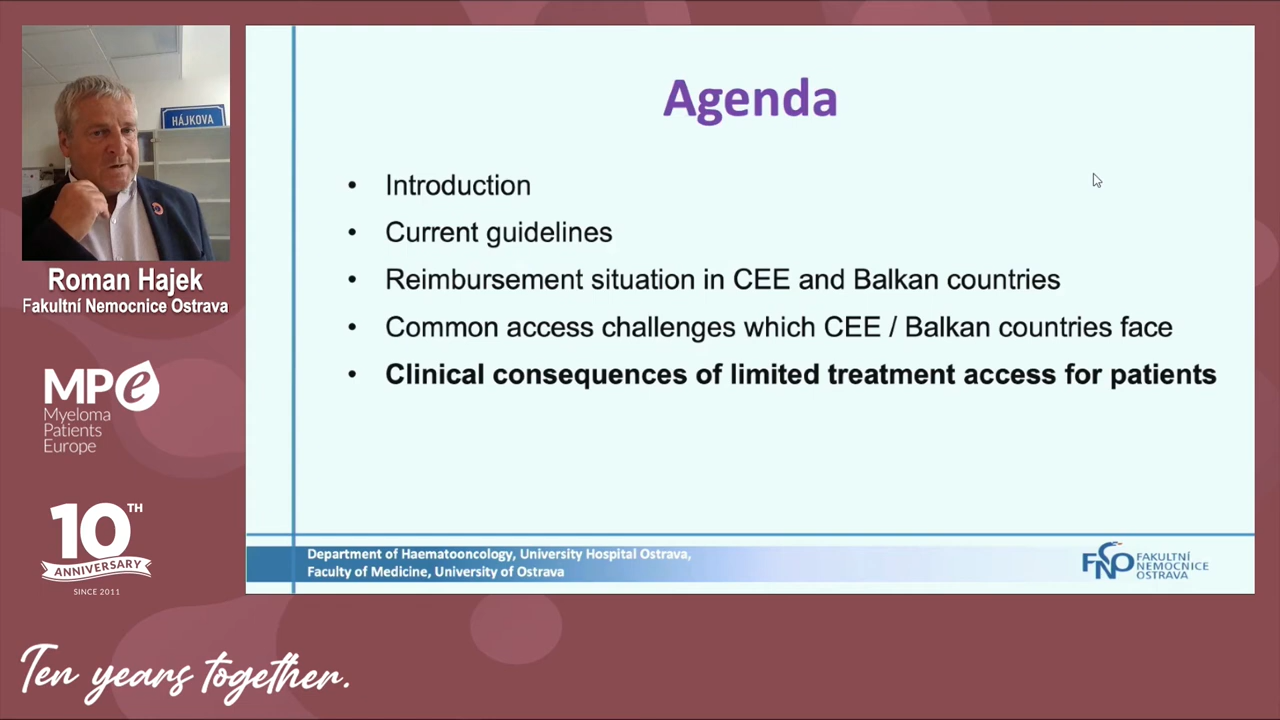 HÁJKOVA
Roman Hajek
Fakultní Nemocnice Ostrava
MPe
Myeloma
Patients
Europe
10TH
ANNIVERSARY
SINCE 2011
Ten years together.
Agenda
• Introduction
• Current guidelines
• Reimbursement situation in CEE and Balkan countries
• Common access challenges which CEE / Balkan countries face
• Clinical consequences of limited treatment access for patients
Department of Haematooncology, University Hospital Ostrava,
Faculty of Medicine, University of Ostrava
FNO
FAKULTNÍ
NEMOCNICE
OSTRAVA